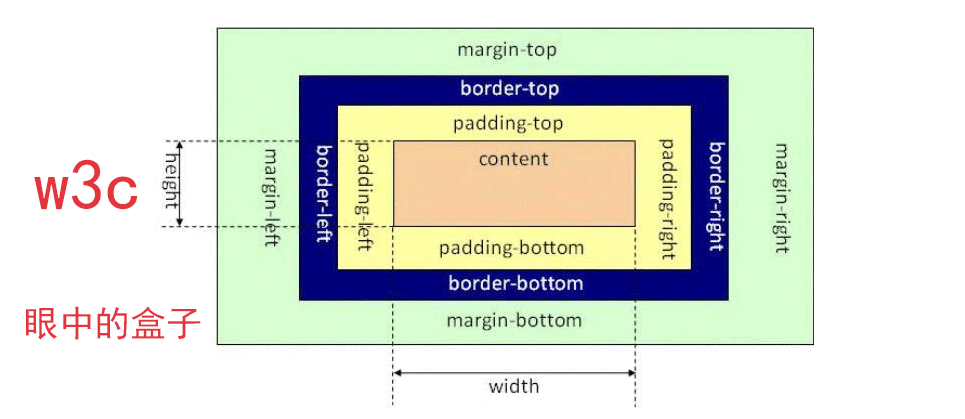 margin-top
border-top
padding-top
content
w3c
height
margin-left
border-left
padding-left
padding-right
border-right
margin-right
padding-bottom
border-bottom
眼中的盒子
margin-bottom
width